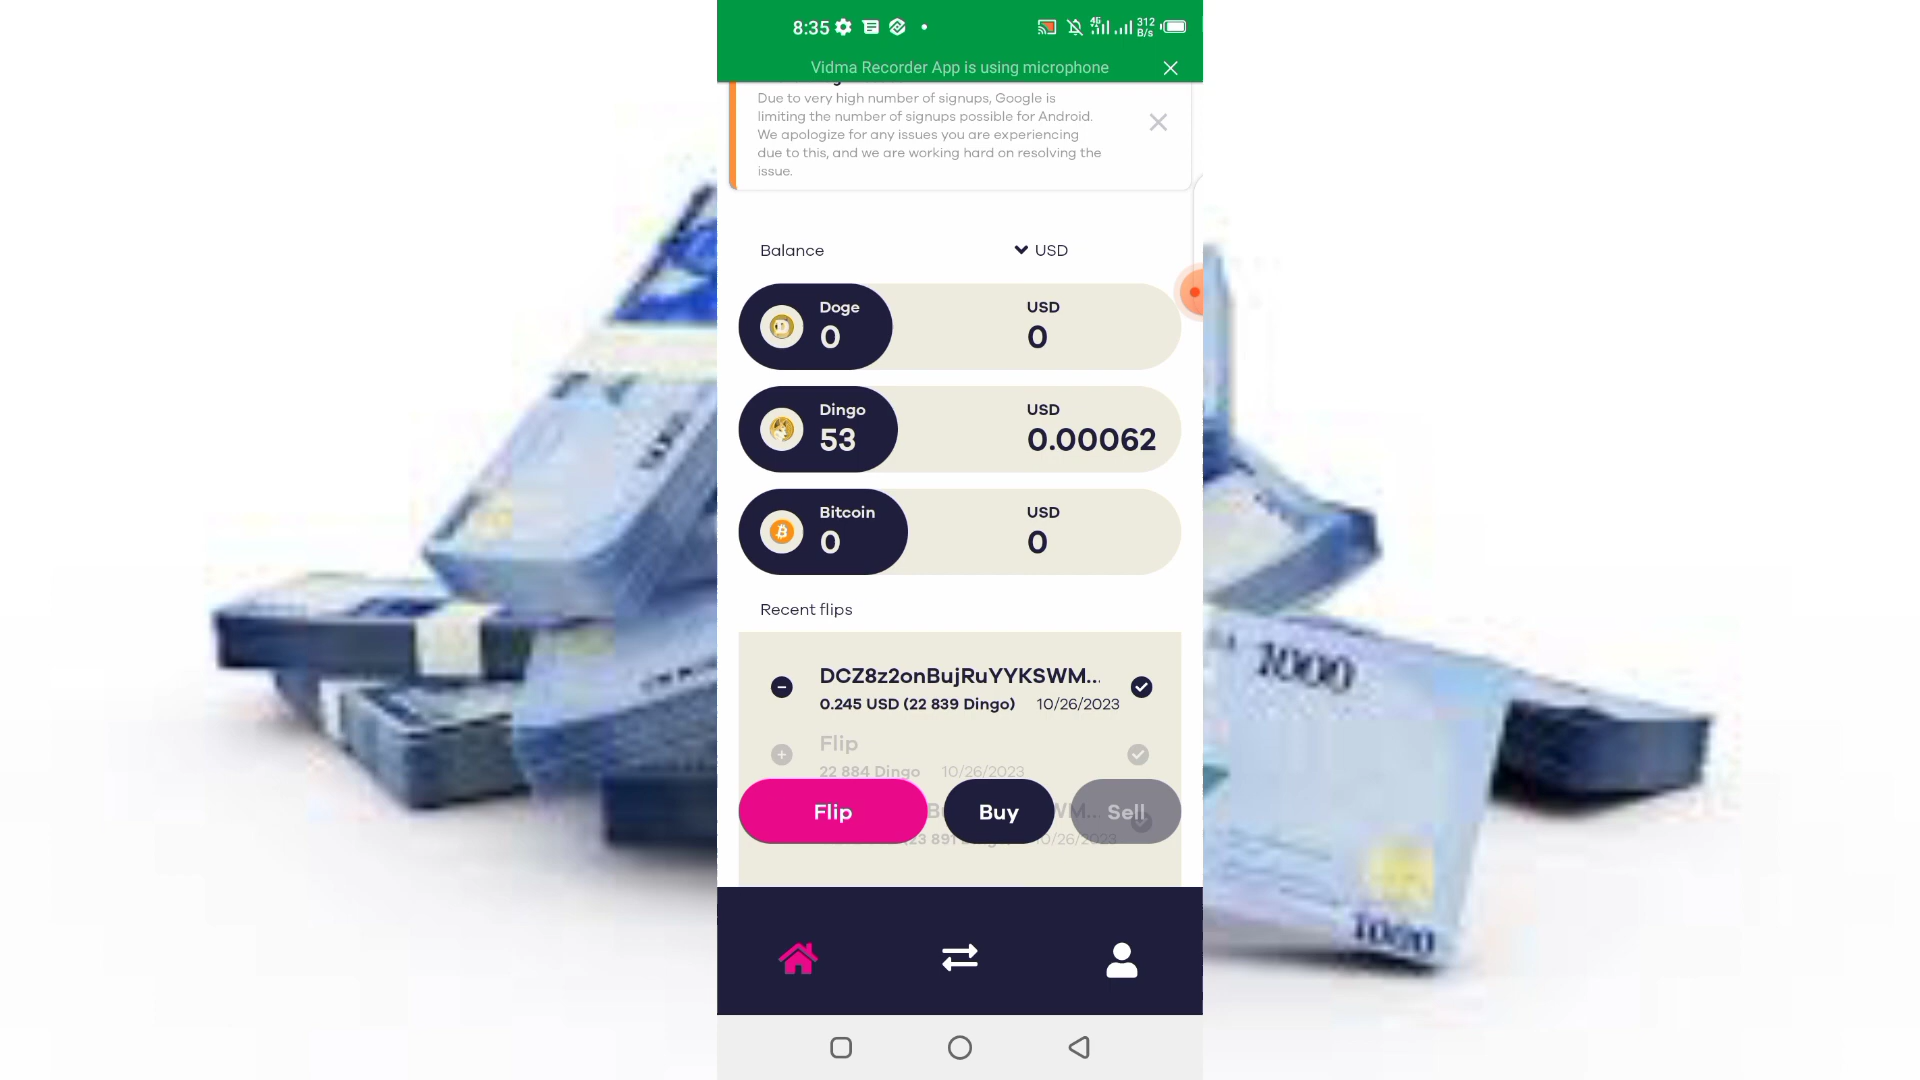 8:35
4G
312
B/s
Vidma Recorder App is using microphone
Due to very high number of signups, Google is
limiting the number of signups possible for Android.
We apologize for any issues you are experiencing
due to this, and we are working hard on resolving the
issue.
Balance
USD
Doge
0
USD
0
Dingo
53
USD
0.00062
Bitcoin
0
USD
0
Recent flips
DCZ8z2onBujRuYYKSWM...
0.245 USD (22 839 Dingo) 10/26/2023
Flip
22 884 Dingo 10/26/2023
Flip
Buy
Sell
10/26/2023
1000
1000